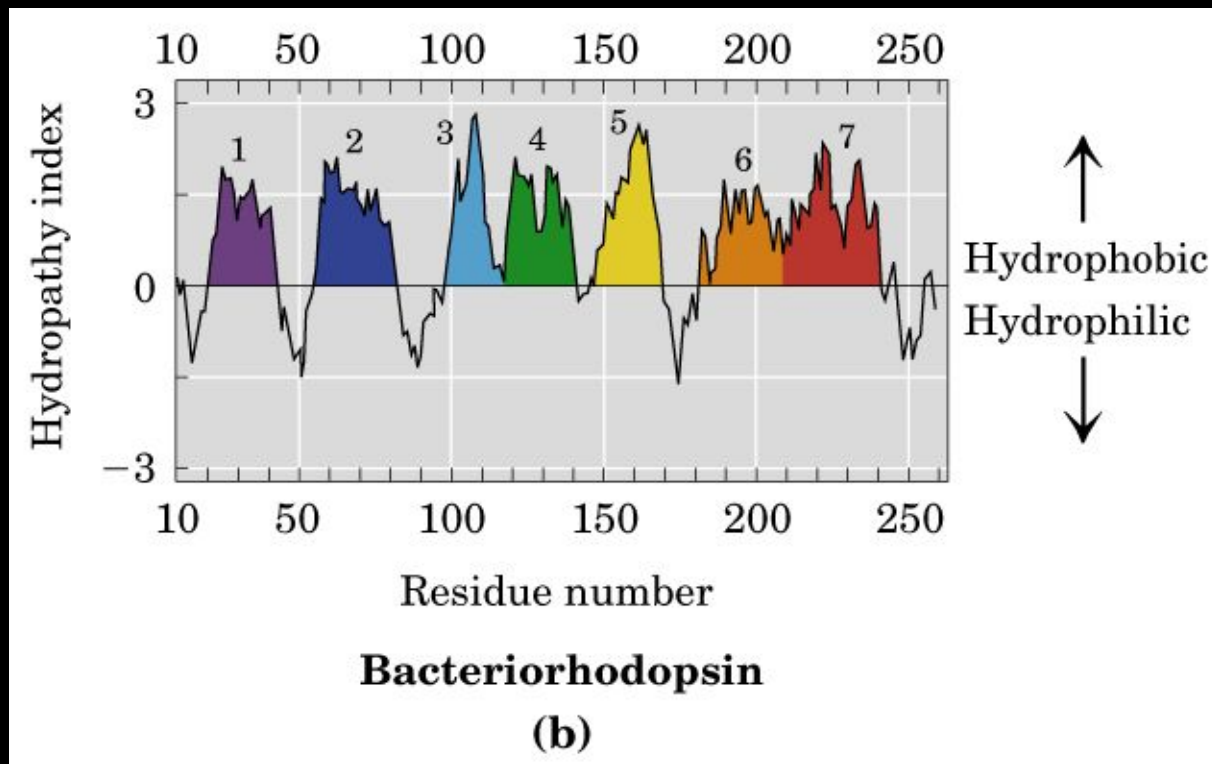 10 50 100 150 200 250
3
0
−3
Hydropathy index
1 2 3 4 5 6 7
Hydrophobic
Hydrophilic
10 50 100 150 200 250
Residue number
Bacteriorhodopsin
(b)